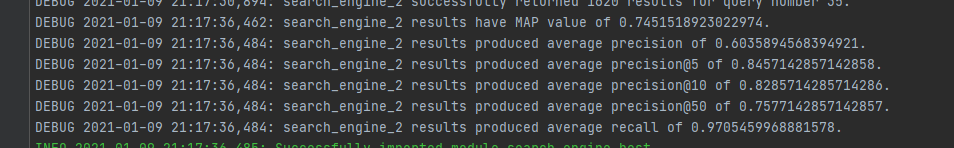 DEBUG 2021-01-09 21:17:30,894: search_engine_2 successfully returned 1820 results for query number 35.
DEBUG 2021-01-09 21:17:36,462: search_engine_2 results have MAP value of 0.7451518923022974.
DEBUG 2021-01-09 21:17:36,484: search_engine_2 results produced average precision of 0.6035894568394921.
DEBUG 2021-01-09 21:17:36,484: search_engine_2 results produced average precision@5 of 0.8457142857142858.
DEBUG 2021-01-09 21:17:36,484: search_engine_2 results produced average precision@10 of 0.8285714285714286.
DEBUG 2021-01-09 21:17:36,484: search_engine_2 results produced average precision@50 of 0.7577142857142857.
DEBUG 2021-01-09 21:17:36,484: search_engine_2 results produced average recall of 0.9705459968881578.
INFO 2021-01-09 21:17:36,485: Successfully imported module search_engine_best.